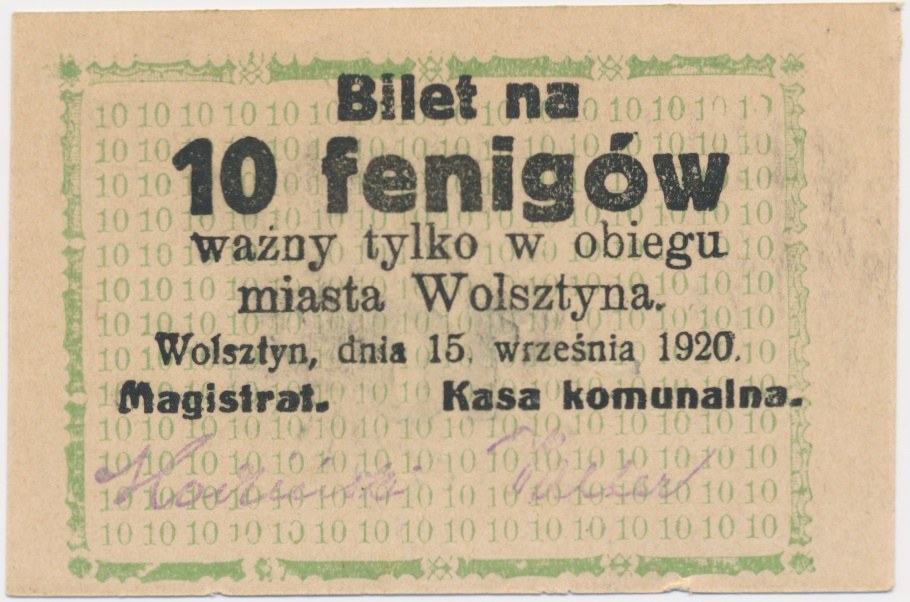 Bilet na
10 fenigów
ważny tylko w obiegu
miasta Wolsztyna.
Wolsztyn, dnia 15. września 1920.
Magistrat. Kasa komunalna.